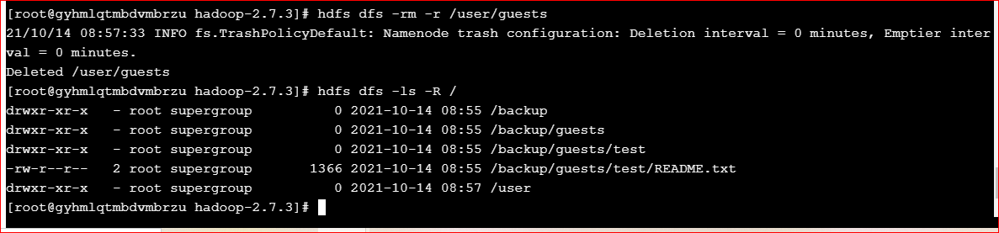 [root@gyhmlqtmbdvmbrzu hadoop-2.7.3]# hdfs dfs -rm -r /user/guests
21/10/14 08:57:33 INFO fs.TrashPolicyDefault: Namenode trash configuration: Deletion interval = 0 minutes, Emptier inter
val = 0 minutes.
Deleted /user/guests
[root@gyhmlqtmbdvmbrzu hadoop-2.7.3]# hdfs dfs -ls -R /
drwxr-xr-x   - root supergroup          0 2021-10-14 08:55 /backup
drwxr-xr-x   - root supergroup          0 2021-10-14 08:55 /backup/guests
drwxr-xr-x   - root supergroup          0 2021-10-14 08:55 /backup/guests/test
-rw-r--r--   2 root supergroup       1366 2021-10-14 08:55 /backup/guests/test/README.txt
drwxr-xr-x   - root supergroup          0 2021-10-14 08:57 /user
[root@gyhmlqtmbdvmbrzu hadoop-2.7.3]#